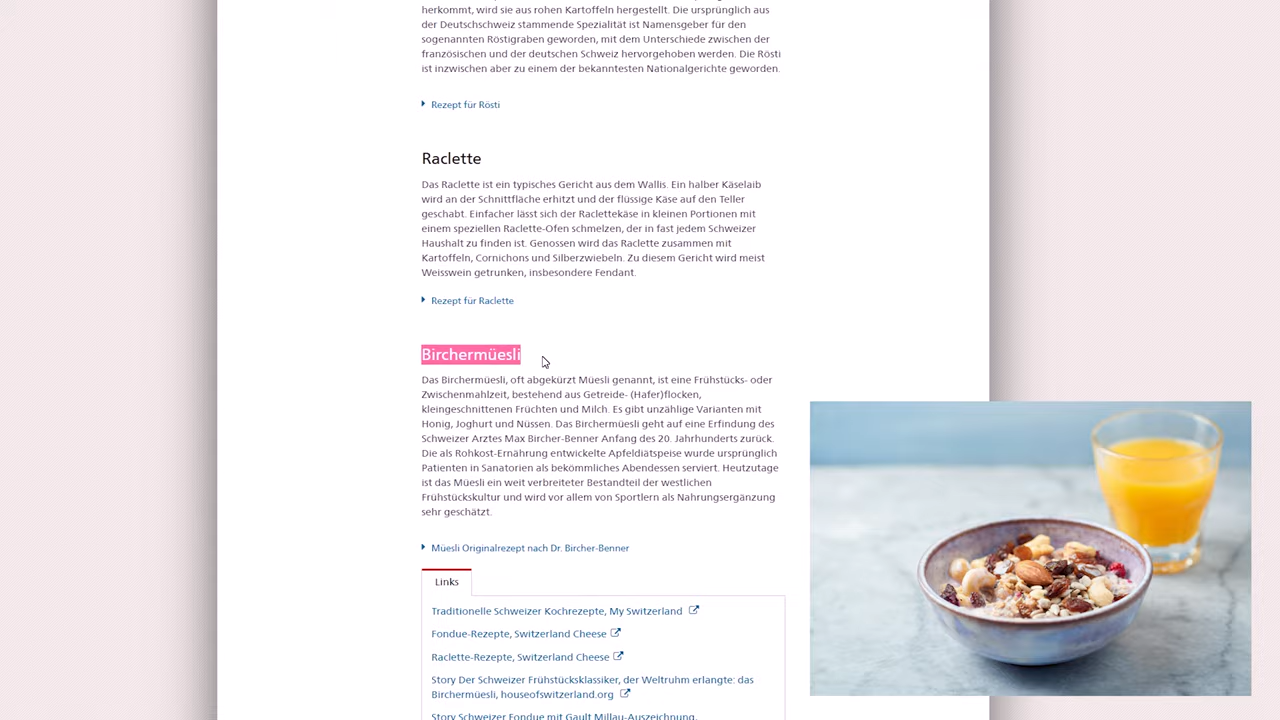 herkommt, wird sie aus rohen Kartoffeln hergestellt. Die ursprünglich aus
der Deutschschweiz stammende Spezialität ist Namensgeber für den
sogenannten Röstigraben geworden, mit dem Unterschiede zwischen der
französischen und der deutschen Schweiz hervorgehoben werden. Die Rösti
ist inzwischen aber zu einem der bekanntesten Nationalgerichte geworden.
Rezept für Rösti
Raclette
Das Raclette ist ein typisches Gericht aus dem Wallis. Ein halber Käselaib
wird an der Schnittfläche erhitzt und der flüssige Käse auf den Teller
geschabt. Einfacher lässt sich der Raclettekäse in kleinen Portionen mit
einem speziellen Raclette-Ofen schmelzen, der in fast jedem Schweizer
Haushalt zu finden ist. Genossen wird das Raclette zusammen mit
Kartoffeln, Cornichons und Silberzwiebeln. Zu diesem Gericht wird meist
Weisswein getrunken, insbesondere Fendant.
Rezept für Raclette
Birchermüesli
Das Birchermüesli, oft abgekürzt Müesli genannt, ist eine Frühstücks- oder
Zwischenmahlzeit, bestehend aus Getreide- (Hafer)flocken,
kleingeschnittenen Früchten und Milch. Es gibt unzählige Varianten mit
Honig, Joghurt und Nüssen. Das Birchermüesli geht auf eine Erfindung des
Schweizer Arztes Max Bircher-Benner Anfang des 20. Jahrhunderts zurück.
Die als Rohkost-Ernährung entwickelte Apfeldiätspeise wurde ursprünglich
Patienten in Sanatorien als bekömmliches Abendessen serviert. Heutzutage
ist das Müesli ein weit verbreiteter Bestandteil der westlichen
Frühstückskultur und wird vor allem von Sportlern als Nahrungsergänzung
sehr geschätzt.
Müesli Originalrezept nach Dr. Bircher-Benner
Links
Traditionelle Schweizer Kochrezepte, My Switzerland
Fondue-Rezepte, Switzerland Cheese
Raclette-Rezepte, Switzerland Cheese
Story Der Schweizer Frühstücksklassiker, der Weltruhm erlangte: das
Birchermüesli, houseofswitzerland.org
Story Schweizer Fondue mit Gault Millau-Auszeichnung,